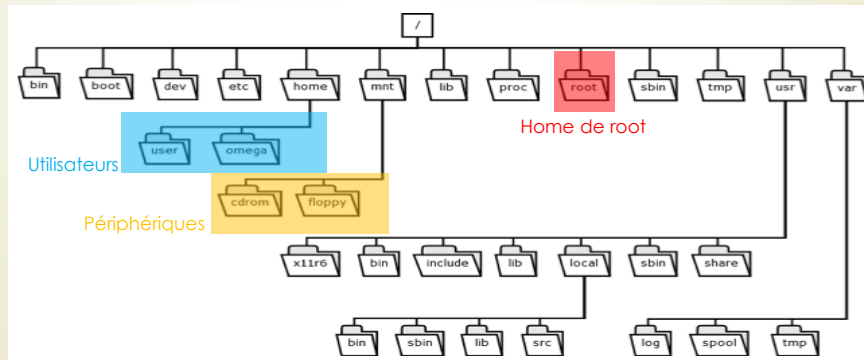 /
bin boot dev etc home mnt lib proc root sbin tmp usr var
Home de root
user omega
Utilisateurs
cdrom floppy
Périphériques
x11r6 bin include lib local sbin share
bin sbin lib src log spool tmp